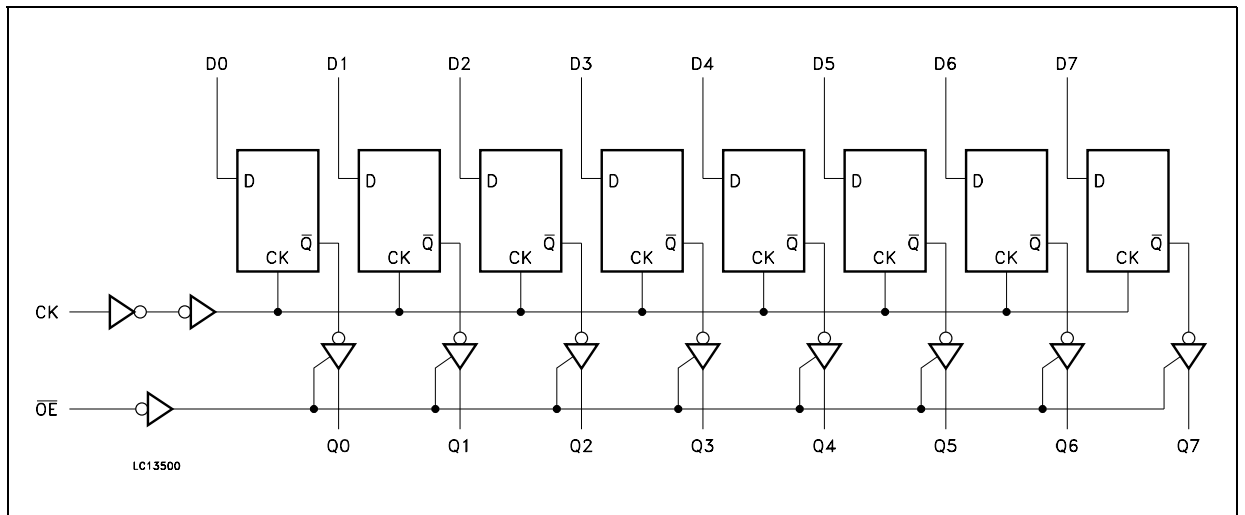 D0 D1 D2 D3 D4 D5 D6 D7
D D D D D D D D
Q̅ Q̅ Q̅ Q̅ Q̅ Q̅ Q̅ Q̅
CK CK CK CK CK CK CK CK
CK
O̅E̅
Q0 Q1 Q2 Q3 Q4 Q5 Q6 Q7
LC13500